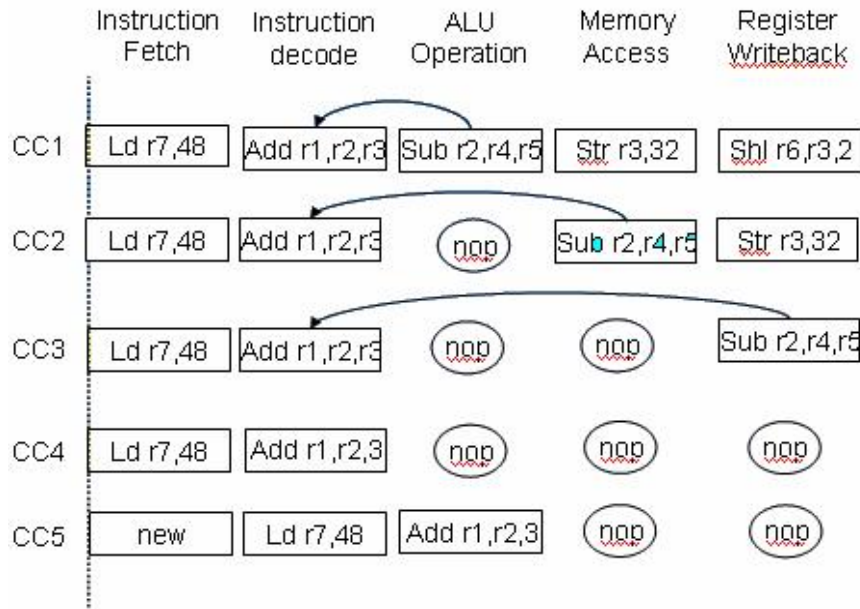 Instruction Fetch
Instruction decode
ALU Operation
Memory Access
Register Writeback
CC1
Ld r7,48
Add r1,r2,r3
Sub r2,r4,r5
Str r3,32
Shl r6,r3,2
CC2
Ld r7,48
Add r1,r2,r3
nop
Sub r2,r4,r5
Str r3,32
CC3
Ld r7,48
Add r1,r2,r3
nop
nop
Sub r2,r4,r5
CC4
Ld r7,48
Add r1,r2,3
nop
nop
nop
CC5
new
Ld r7,48
Add r1,r2,3
nop
nop